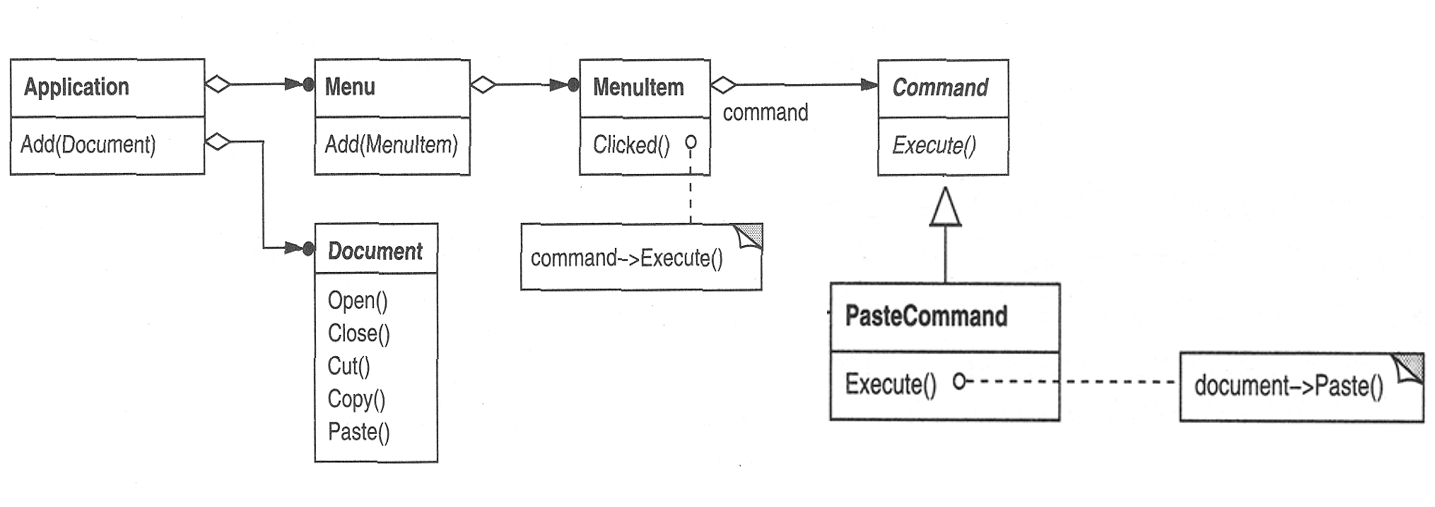 Application
Add(Document)
Menu
Add(MenuItem)
MenuItem
Clicked()
command
Command
Execute()
Document
Open()
Close()
Cut()
Copy()
Paste()
command–>Execute()
PasteCommand
Execute()
document–>Paste()